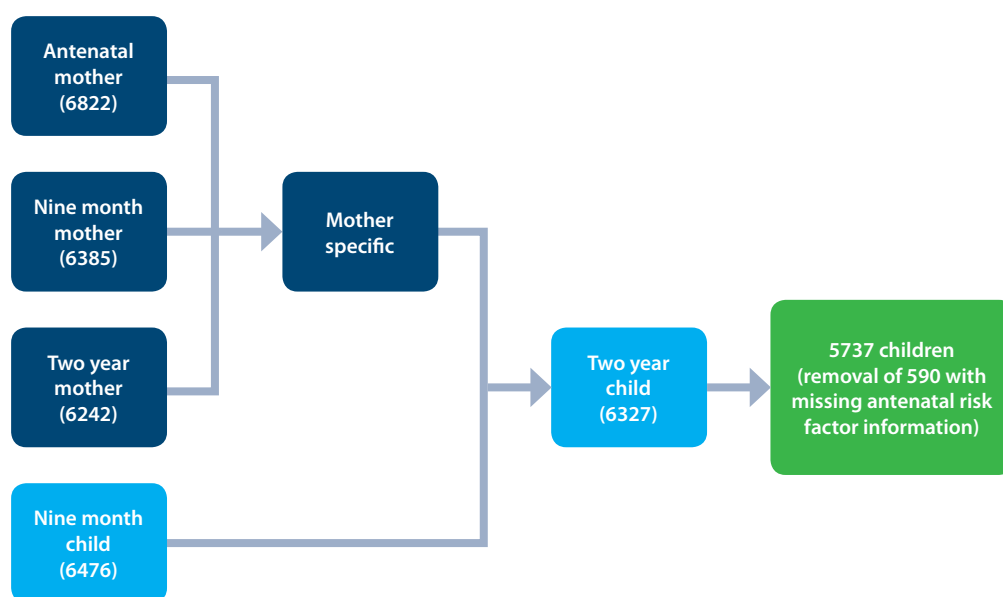 Antenatal
mother
(6822)
Nine month
mother
(6385)
Two year
mother
(6242)
Nine month
child
(6476)
Mother
specific
Two year
child
(6327)
5737 children
(removal of 590 with
missing antenatal risk
factor information)